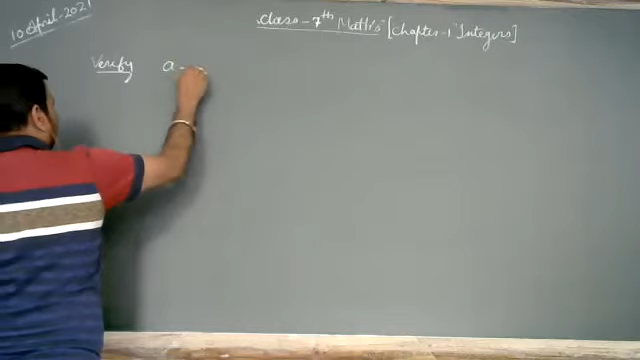 10 April-2021
Class-7th Maths [Chapter-1 Integers]
Verify a-